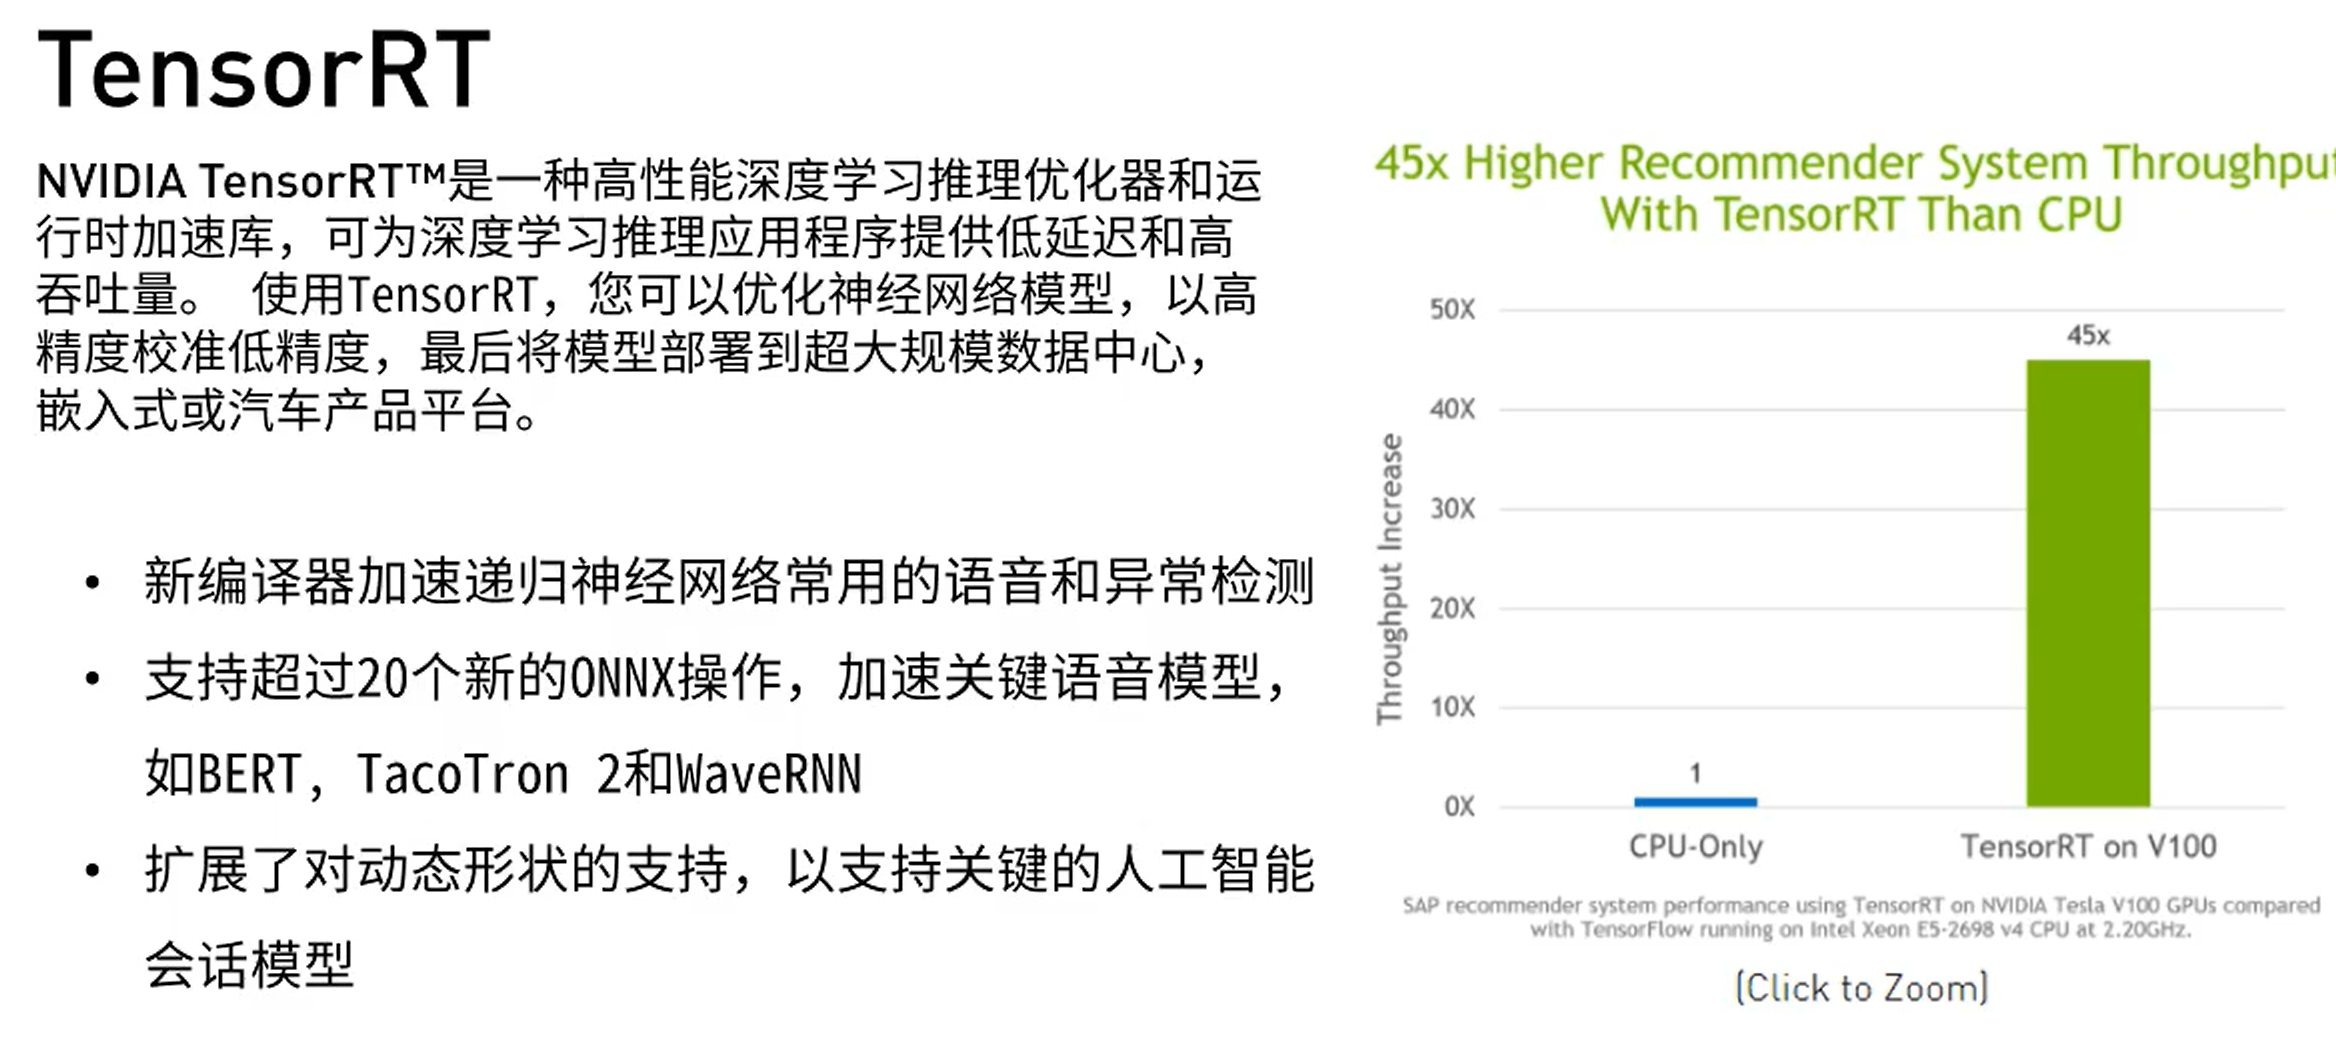 TensorRT
NVIDIA TensorRT™是一种高性能深度学习推理优化器和运
行时加速库，可为深度学习推理应用程序提供低延迟和高
吞吐量。 使用TensorRT，您可以优化神经网络模型，以高
精度校准低精度，最后将模型部署到超大规模数据中心，
嵌入式或汽车产品平台。
• 新编译器加速递归神经网络常用的语音和异常检测
• 支持超过20个新的ONNX操作，加速关键语音模型，
如BERT，TacoTron 2和WaveRNN
• 扩展了对动态形状的支持，以支持关键的人工智能
会话模型
45x Higher Recommender System Throughput
With TensorRT Than CPU
Throughput Increase
50X
40X
30X
20X
10X
0X
1
45x
CPU-Only
TensorRT on V100
SAP recommender system performance using TensorRT on NVIDIA Tesla V100 GPUs compared
with TensorFlow running on Intel Xeon E5-2698 v4 CPU at 2.20GHz.
(Click to Zoom)